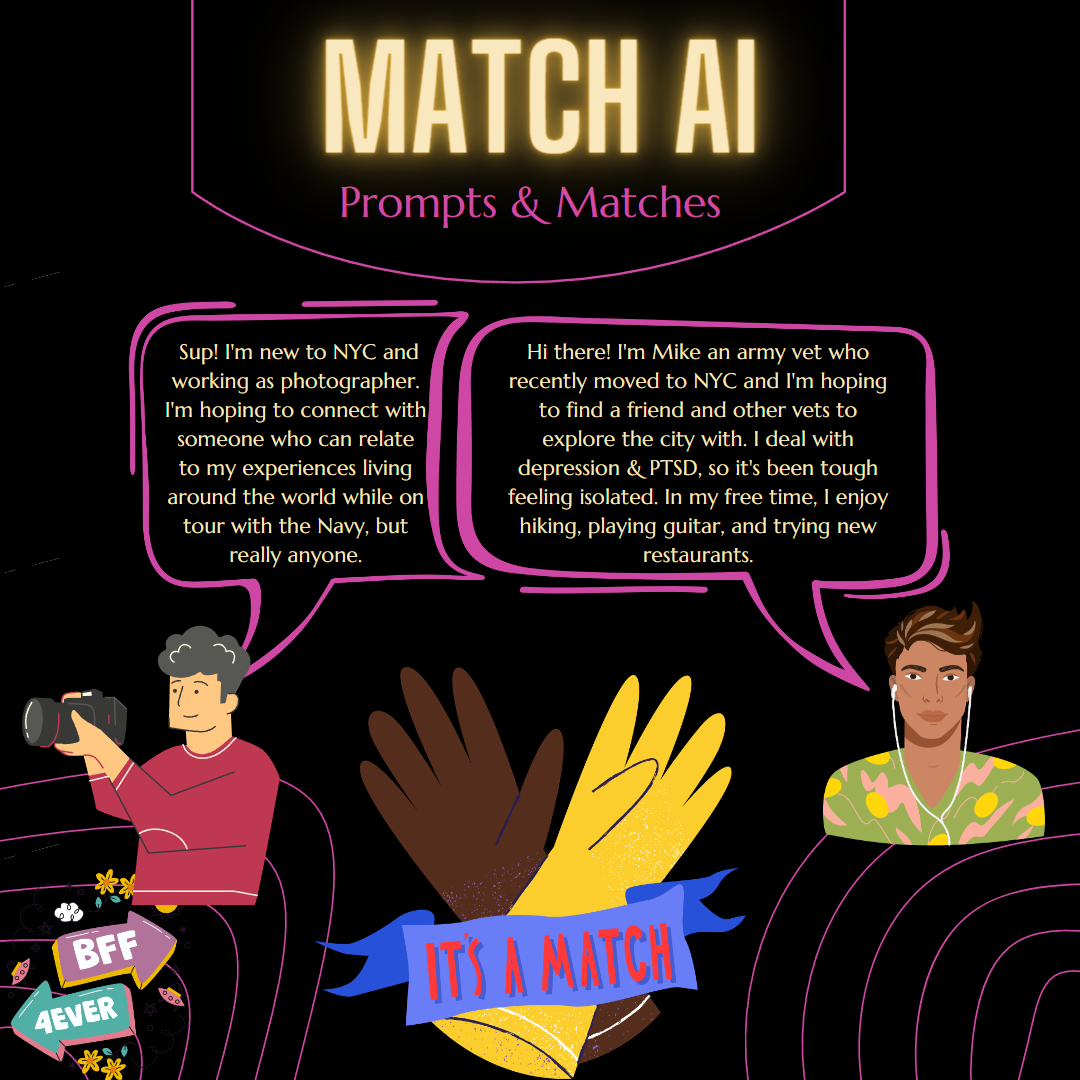 MATCH AI
Prompts & Matches
Sup! I'm new to NYC and
working as photographer.
I'm hoping to connect with
someone who can relate
to my experiences living
around the world while on
tour with the Navy, but
really anyone.
Hi there! I'm Mike an army vet who
recently moved to NYC and I'm hoping
to find a friend and other vets to
explore the city with. I deal with
depression & PTSD, so it's been tough
feeling isolated. In my free time, I enjoy
hiking, playing guitar, and trying new
restaurants.
BFF
4EVER
IT'S A MATCH